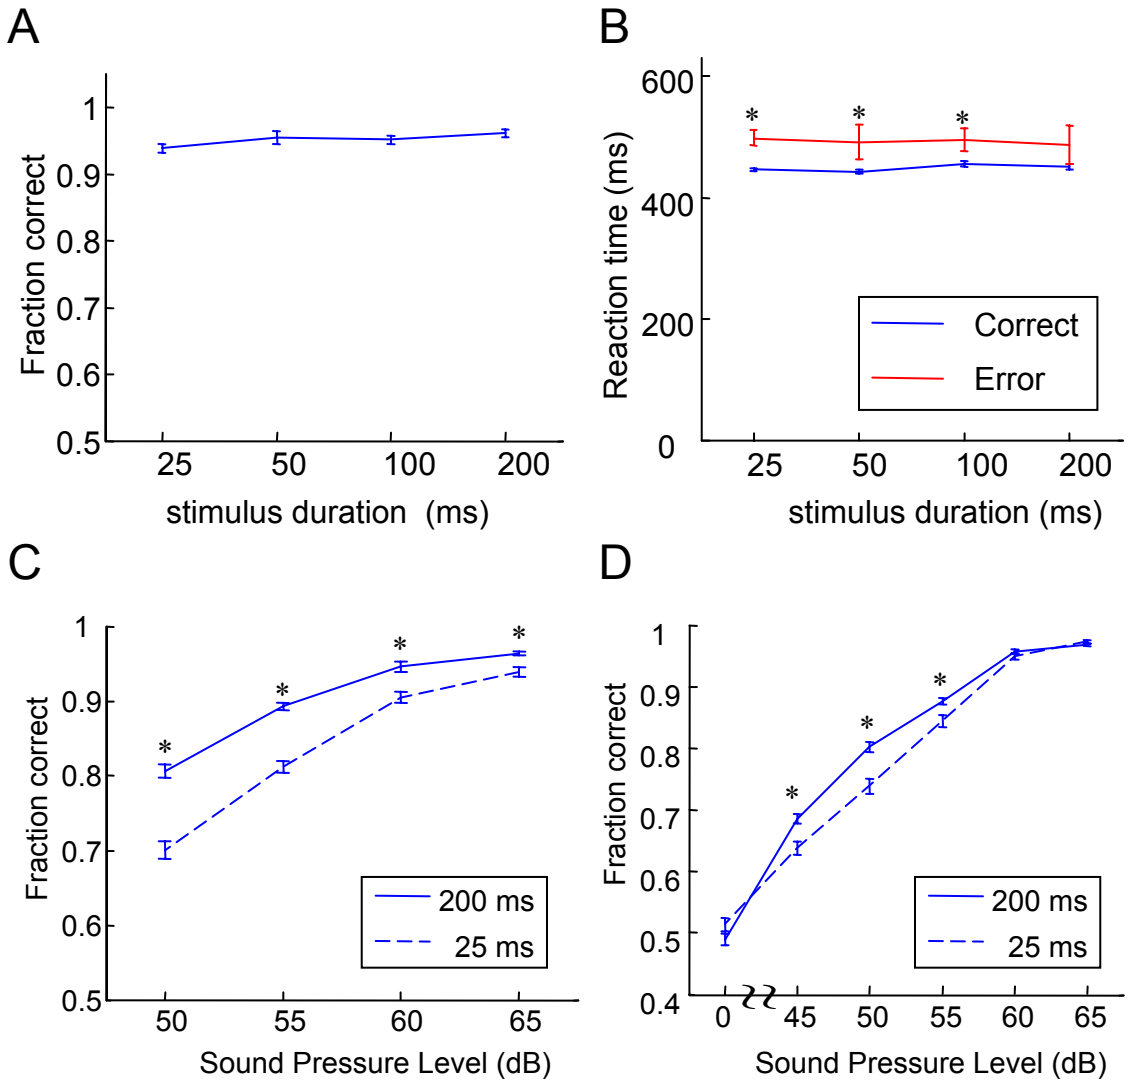 A
Fraction correct
1
0.9
0.8
0.7
0.6
0.5
25 50 100 200
stimulus duration (ms)
B
Reaction time (ms)
600
400
200
0
* * *
Correct
Error
25 50 100 200
stimulus duration (ms)
C
Fraction correct
1
0.9
0.8
0.7
0.6
0.5
* * * *
200 ms
25 ms
50 55 60 65
Sound Pressure Level (dB)
D
Fraction correct
1
0.9
0.8
0.7
0.6
0.5
0.4
* * *
200 ms
25 ms
0 45 50 55 60 65
Sound Pressure Level (dB)